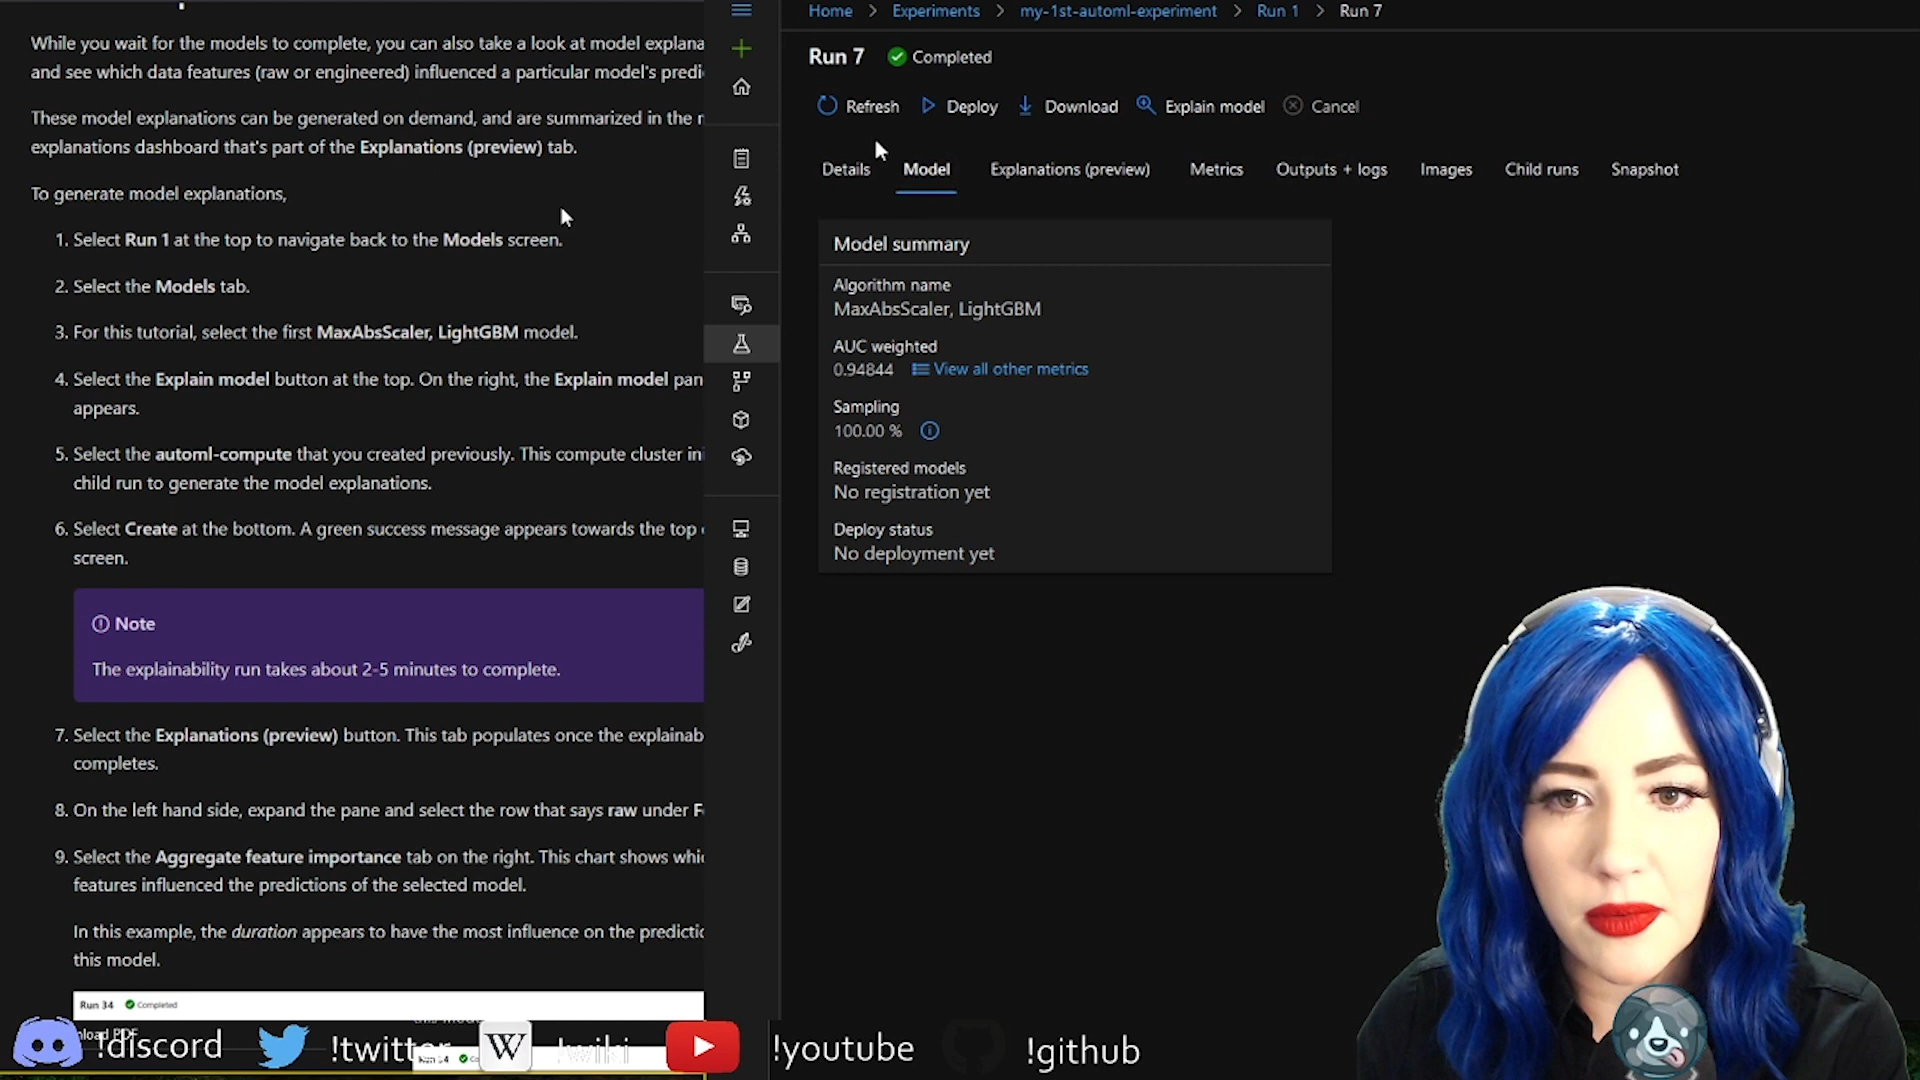 While you wait for the models to complete, you can also take a look at model explana
and see which data features (raw or engineered) influenced a particular model's predi
These model explanations can be generated on demand, and are summarized in the
explanations dashboard that's part of the Explanations (preview) tab.
To generate model explanations,
1. Select Run 1 at the top to navigate back to the Models screen.
2. Select the Models tab.
3. For this tutorial, select the first MaxAbsScaler, LightGBM model.
4. Select the Explain model button at the top. On the right, the Explain model pan
appears.
5. Select the automl-compute that you created previously. This compute cluster in
child run to generate the model explanations.
6. Select Create at the bottom. A green success message appears towards the top
screen.
Note
The explainability run takes about 2-5 minutes to complete.
7. Select the Explanations (preview) button. This tab populates once the explainab
completes.
8. On the left hand side, expand the pane and select the row that says raw under F
9. Select the Aggregate feature importance tab on the right. This chart shows whi
features influenced the predictions of the selected model.
In this example, the duration appears to have the most influence on the predictio
this model.
Run 34 Completed
nload PDF
Home > Experiments > my-1st-automl-experiment > Run 1 > Run 7
Run 7 Completed
Refresh Deploy Download Explain model Cancel
Details Model Explanations (preview) Metrics Outputs + logs Images Child runs Snapshot
Model summary
Algorithm name
MaxAbsScaler, LightGBM
AUC weighted
0.94844 View all other metrics
Sampling
100.00 %
Registered models
No registration yet
Deploy status
No deployment yet
!discord !twitter W !wiki !youtube !github